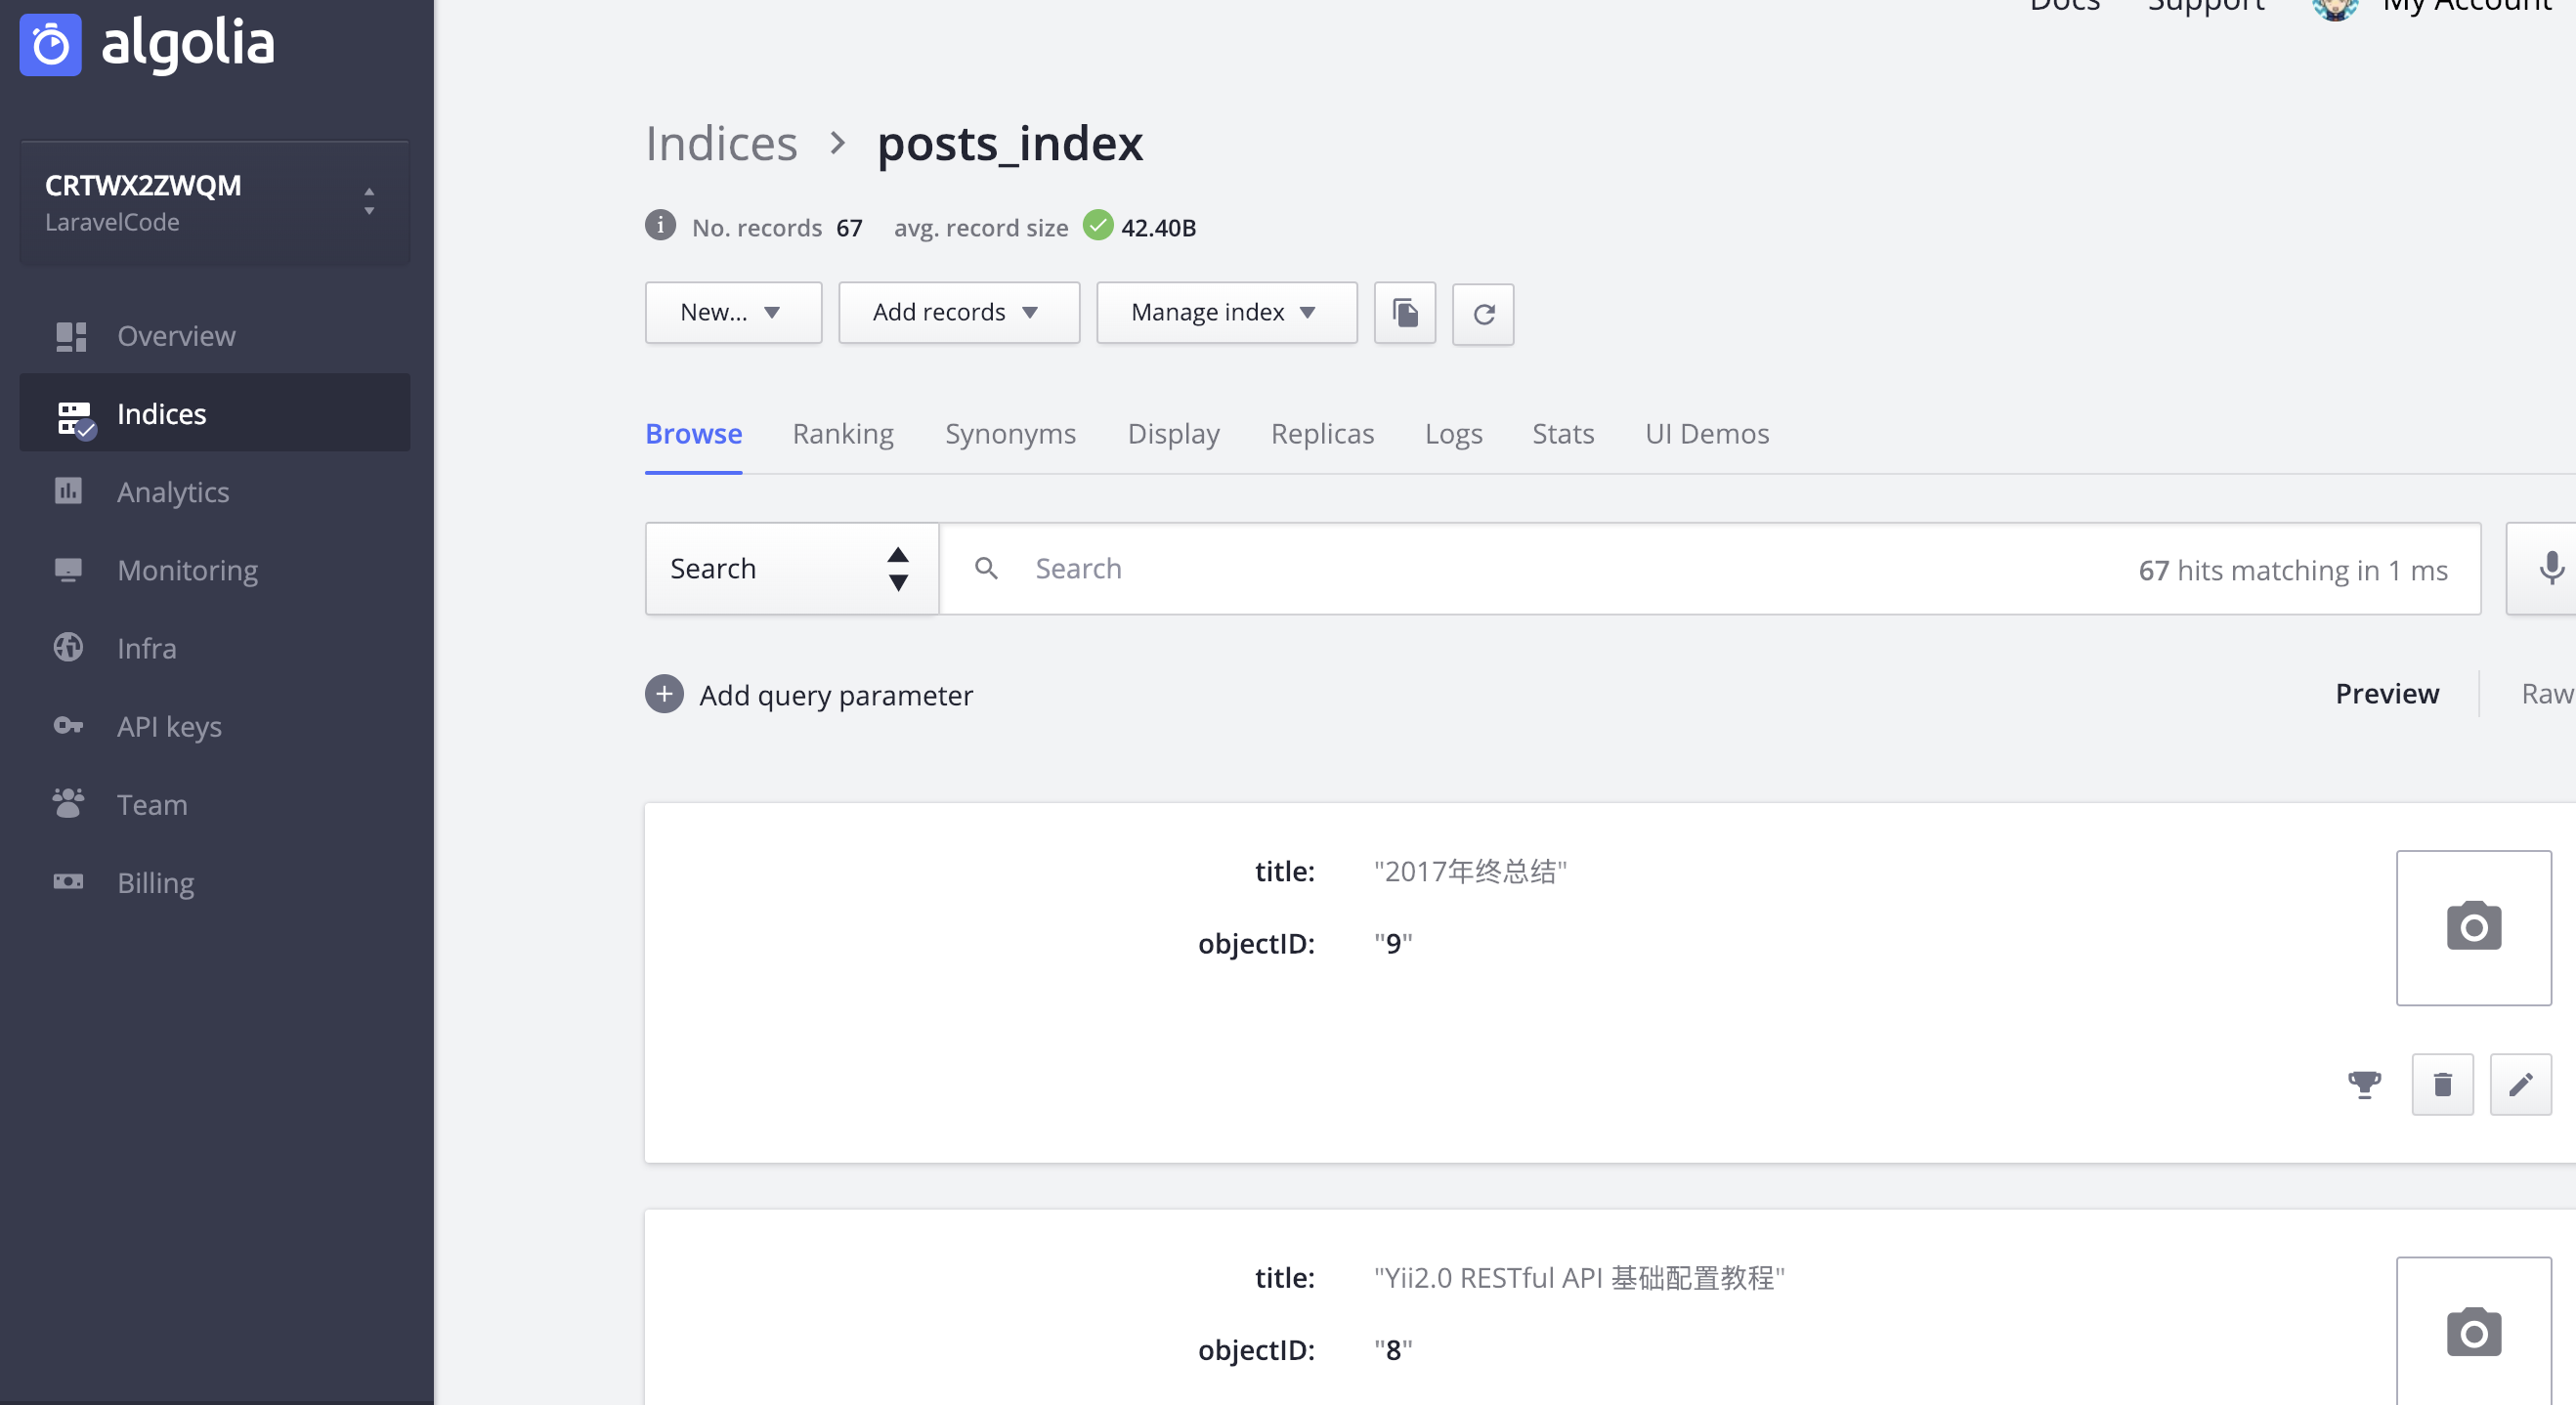 algolia
CRTWX2ZWQM
LaravelCode
Overview
Indices
Analytics
Monitoring
Infra
API keys
Team
Billing
Docs Support My Account
Indices > posts_index
No. records 67 avg. record size 42.40B
New... Add records Manage index
Browse Ranking Synonyms Display Replicas Logs Stats UI Demos
Search Search 67 hits matching in 1 ms
Add query parameter Preview Raw
title: "2017年终总结"
objectID: "9"
title: "Yii2.0 RESTful API 基础配置教程"
objectID: "8"